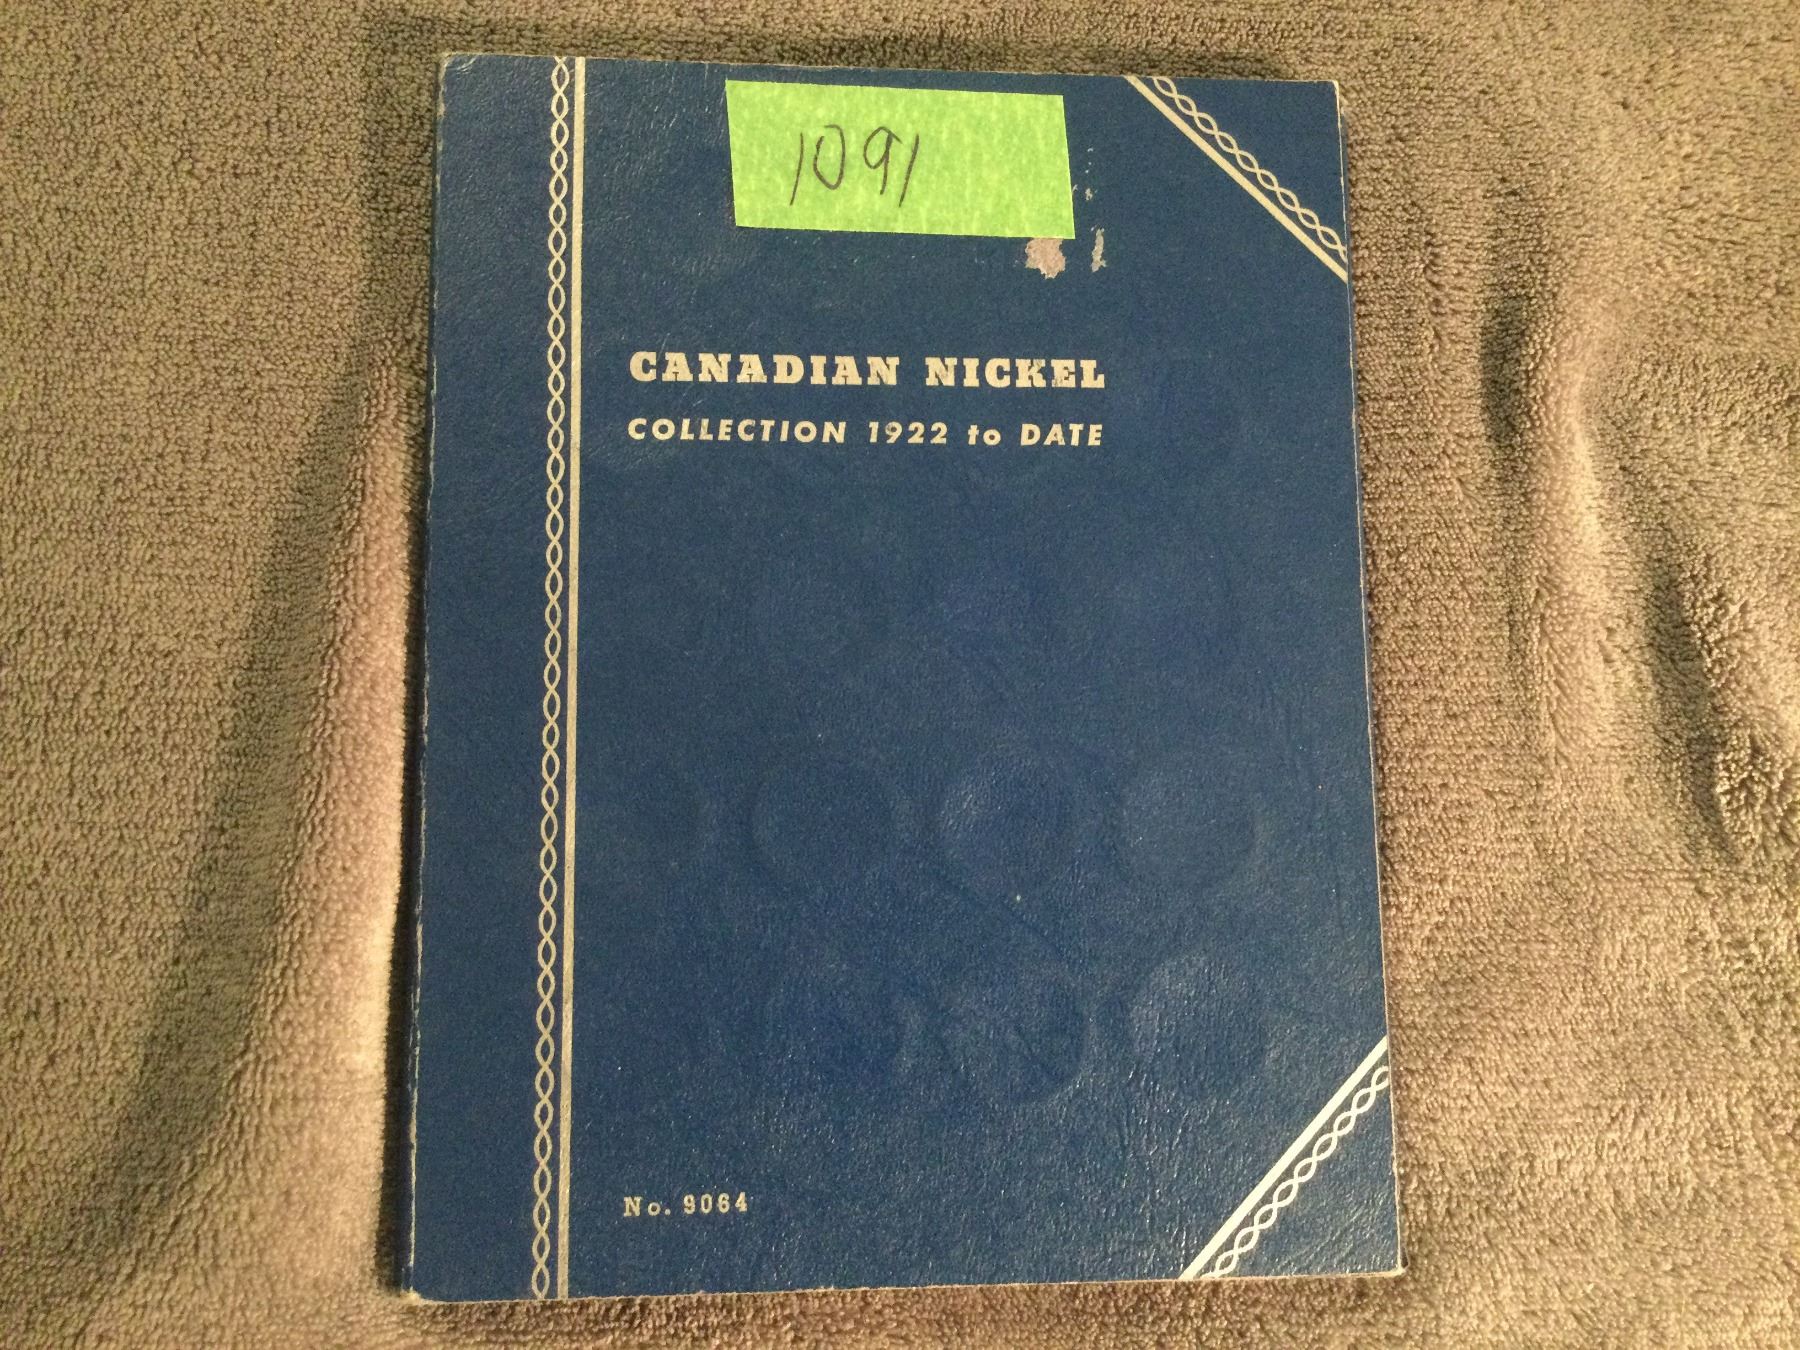 1091
CANADIAN NICKEL
COLLECTION 1922 to DATE
No. 9064